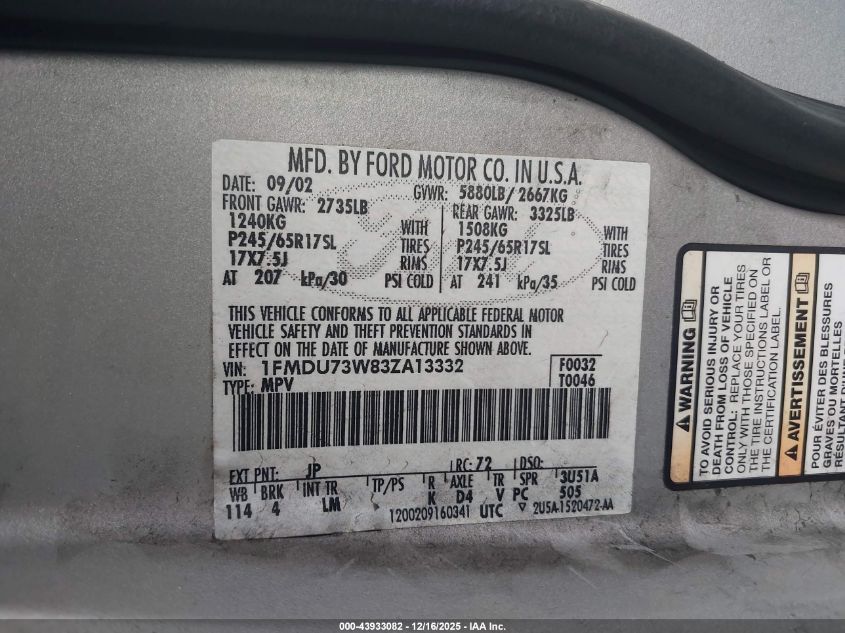 MFD. BY FORD MOTOR CO. IN U.S.A.
DATE: 09/02 GVWR: 5880LB/ 2667KG
FRONT GAWR: 2735LB REAR GAWR: 3325LB
1240KG WITH 1508KG WITH
P245/65R17SL TIRES P245/65R17SL TIRES
17X7.5J RIMS 17X7.5J RIMS
AT 207 kPa/30 PSI COLD AT 241 kPa/35 PSI COLD
THIS VEHICLE CONFORMS TO ALL APPLICABLE FEDERAL MOTOR
VEHICLE SAFETY AND THEFT PREVENTION STANDARDS IN
EFFECT ON THE DATE OF MANUFACTURE SHOWN ABOVE.
VIN: 1FMDU73W83ZA13332 F0032
TYPE: MPV T0046
EXT PNT: JP RC: 72 DSO:
WB BRK INT TR TP/PS R AXLE TR SPR 3U51A
114 4 LM K D4 V PC 505
1200209160341 UTC ▽ 2U5A-1520472-AA
WARNING
TO AVOID SERIOUS INJURY OR
DEATH FROM LOSS OF VEHICLE
CONTROL: REPLACE YOUR TIRES
ONLY WITH THOSE SPECIFIED ON
THE TIRE INSTRUCTIONS LABEL OR
THE CERTIFICATION LABEL.
AVERTISSEMENT
POUR ÉVITER DES BLESSURES
GRAVES OU MORTELLES
RÉSULTANT D'UNE
000-43933082 - 12/16/2025 - IAA Inc.